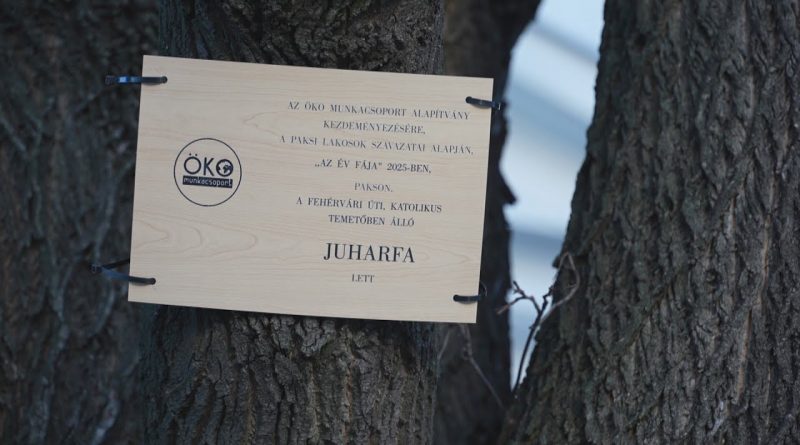 ÖKO
munkacsoport
AZ ÖKO MUNKACSOPORT ALAPÍTVÁNY
KEZDEMÉNYEZÉSÉRE,
A PAKSI LAKOSOK SZAVAZATAI ALAPJÁN,
„AZ ÉV FÁJA" 2025-BEN,
PAKSON,
A FEHÉRVÁRI ÚTI, KATOLIKUS
TEMETŐBEN ÁLLÓ
JUHARFA
LETT